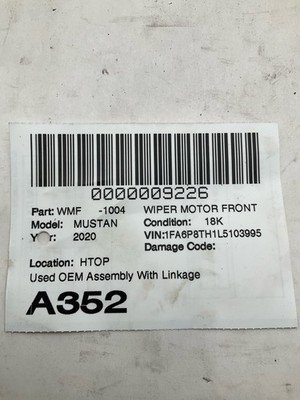 0000009226
Part: WMF -1004 WIPER MOTOR FRONT
Model: MUSTAN Condition: 18K
Year: 2020 VIN:1FA6P8TH1L5103995
Damage Code:
Location: HTOP
Used OEM Assembly With Linkage
A352